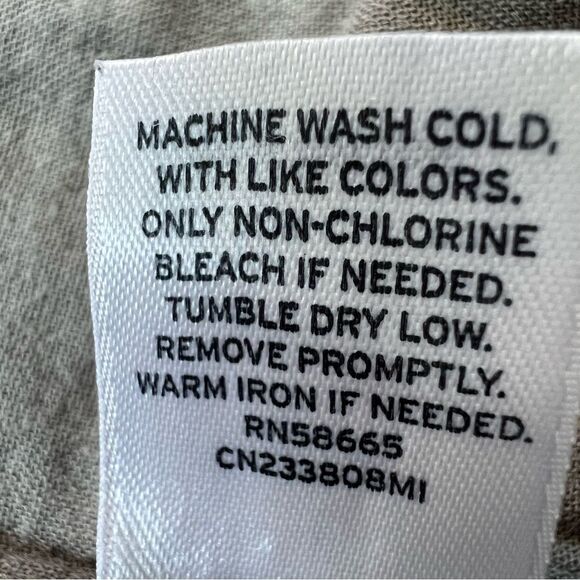 MACHINE WASH COLD,
WITH LIKE COLORS.
ONLY NON-CHLORINE
BLEACH IF NEEDED.
TUMBLE DRY LOW.
REMOVE PROMPTLY.
WARM IRON IF NEEDED.
RN58665
CN233808MI